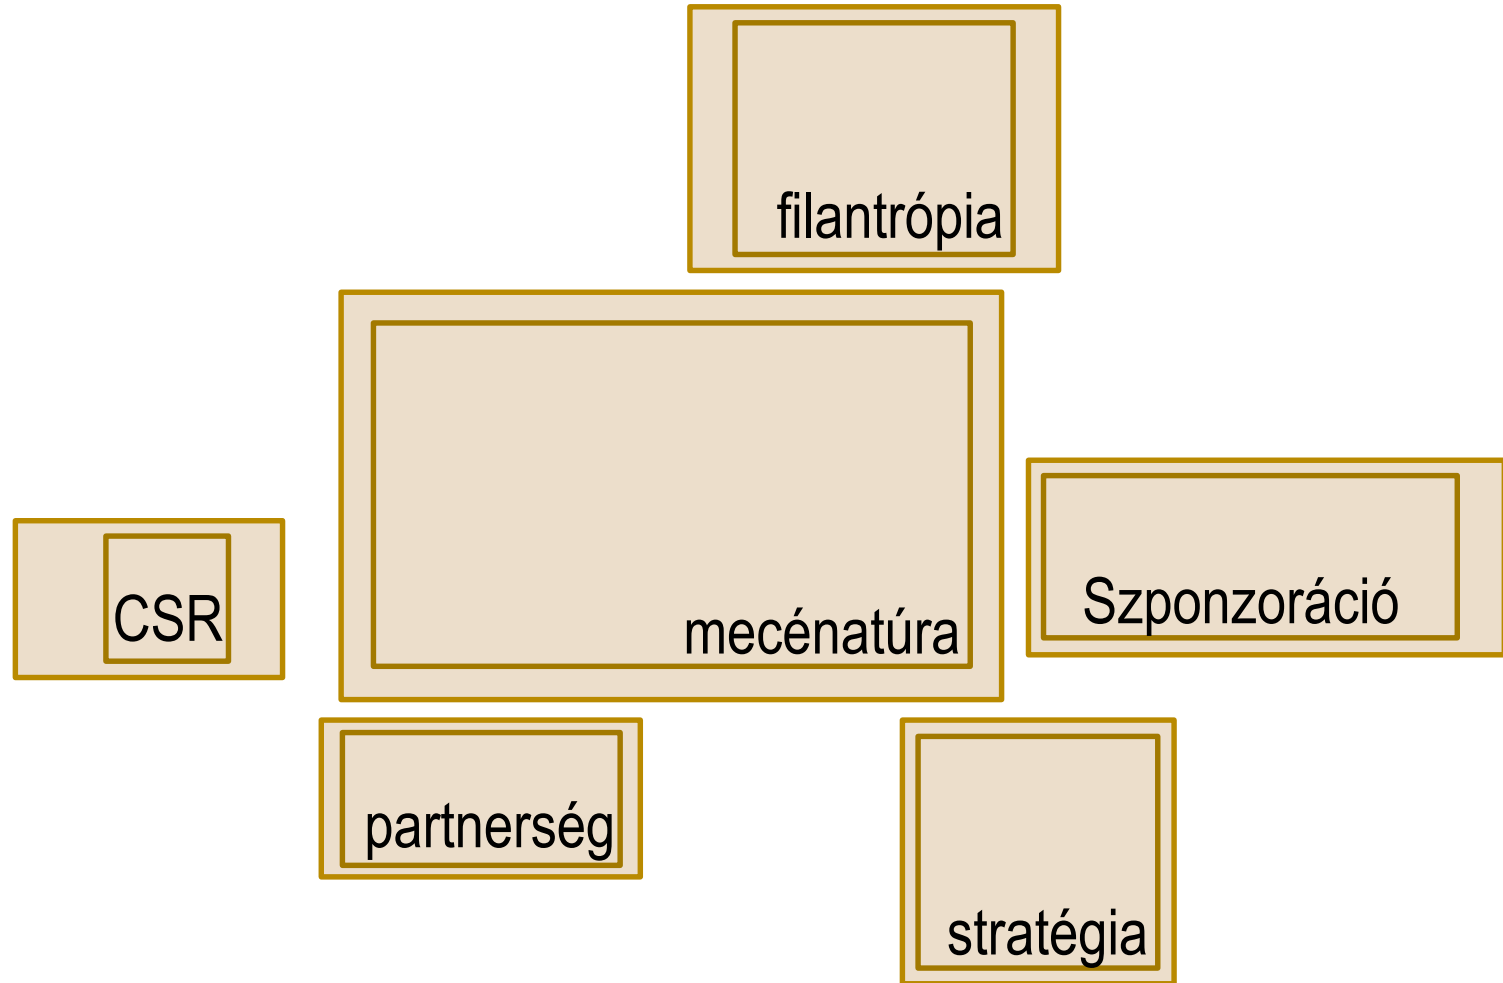 filantrópia
mecénatúra
Szponzoráció
CSR
partnerség
stratégia